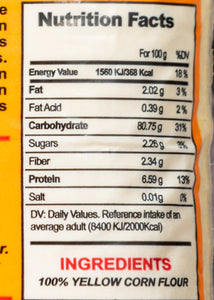 Nutrition Facts
For 100 g %DV
Energy Value 1560 KJ/368 Kcal 18%
Fat 2.02 g 3%
Fat Acid 0.39 g 2%
Carbohydrate 80.75 g 31%
Sugars 2.26 g
Fiber 2.34 g
Protein 6.59 g 13%
Salt 0.01g 0%
DV: Daily Values. Reference intake of an
average adult (8400 KJ/2000Kcal)
INGREDIENTS
100% YELLOW CORN FLOUR